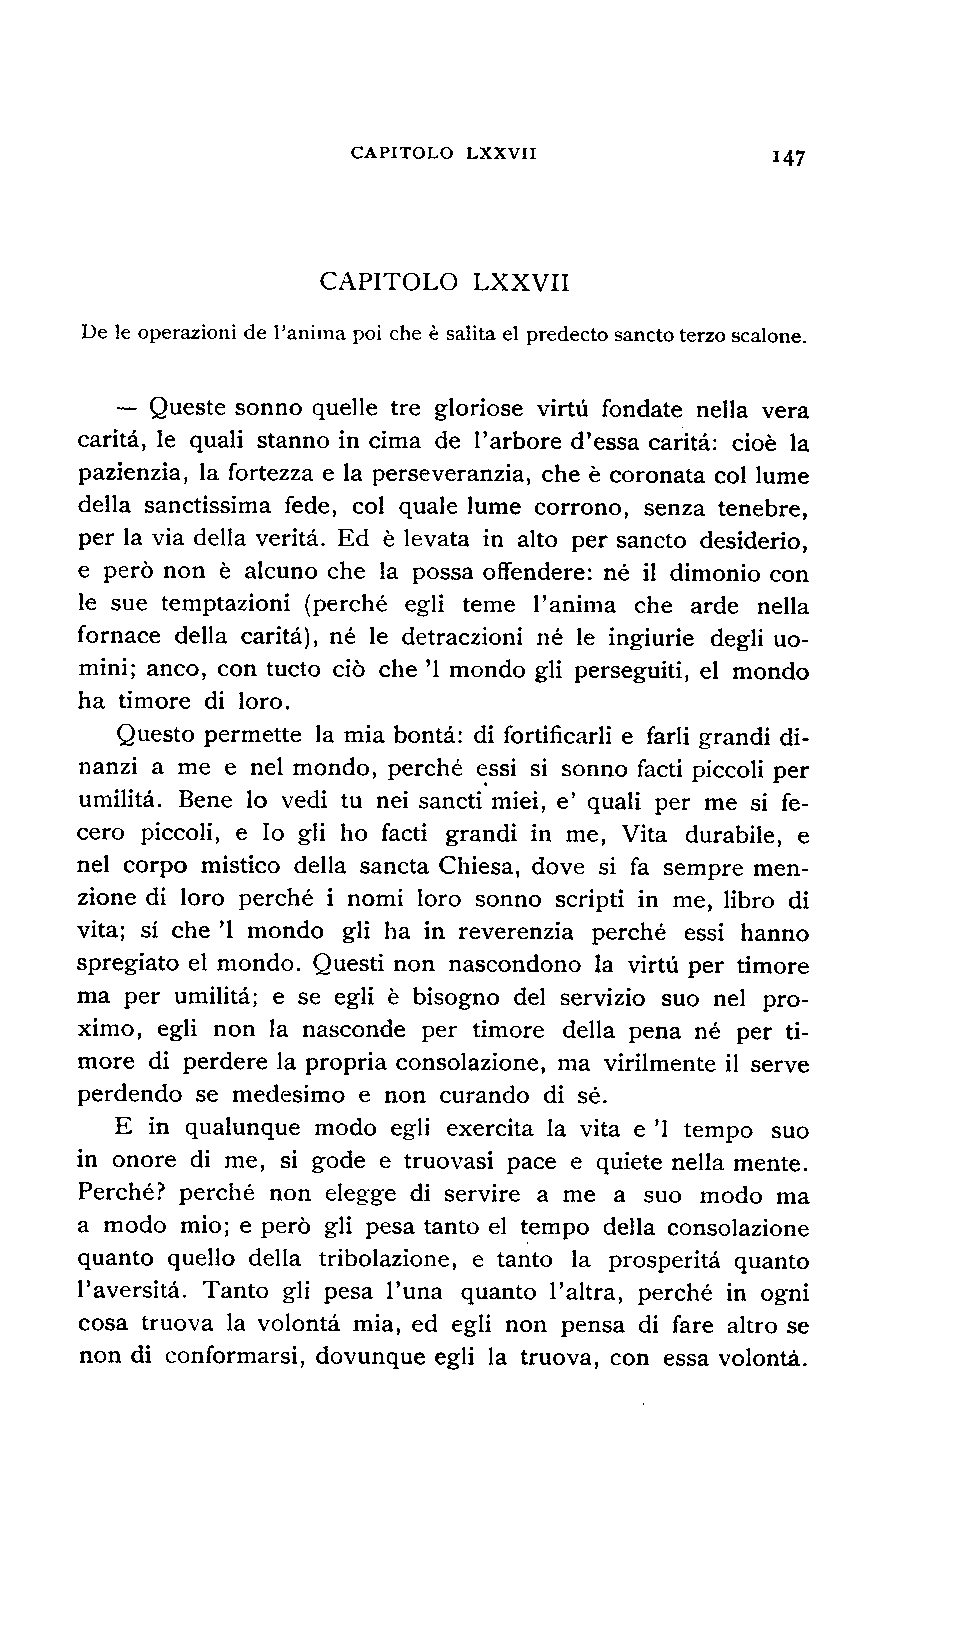 CAPITOLO LXXVII 147
CAPITOLO LXXVII
De le operazioni de l'anima poi che è salita el predecto sancto terzo scalone.
— Queste sonno quelle tre gloriose virtú fondate nella vera
caritá, le quali stanno in cima de l'arbore d'essa caritá: cioè la
pazienzia, la fortezza e la perseveranzia, che è coronata col lume
della sanctissima fede, col quale lume corrono, senza tenebre,
per la via della veritá. Ed è levata in alto per sancto desiderio,
e però non è alcuno che la possa offendere: né il dimonio con
le sue temptazioni (perché egli teme l'anima che arde nella
fornace della caritá), né le detraczioni né le ingiurie degli uo-
mini; anco, con tucto ciò che 'l mondo gli perseguiti, el mondo
ha timore di loro.
Questo permette la mia bontá: di fortificarli e farli grandi di-
nanzi a me e nel mondo, perché essi si sonno facti piccoli per
umilitá. Bene lo vedi tu nei sancti miei, e' quali per me si fe-
cero piccoli, e Io gli ho facti grandi in me, Vita durabile, e
nel corpo mistico della sancta Chiesa, dove si fa sempre men-
zione di loro perché i nomi loro sonno scripti in me, libro di
vita; sí che 'l mondo gli ha in reverenzia perché essi hanno
spregiato el mondo. Questi non nascondono la virtú per timore
ma per umilitá; e se egli è bisogno del servizio suo nel pro-
ximo, egli non la nasconde per timore della pena né per ti-
more di perdere la propria consolazione, ma virilmente il serve
perdendo se medesimo e non curando di sé.
E in qualunque modo egli exercita la vita e 'l tempo suo
in onore di me, si gode e truovasi pace e quiete nella mente.
Perché? perché non elegge di servire a me a suo modo ma
a modo mio; e però gli pesa tanto el tempo della consolazione
quanto quello della tribolazione, e tanto la prosperitá quanto
l'aversitá. Tanto gli pesa l'una quanto l'altra, perché in ogni
cosa truova la volontá mia, ed egli non pensa di fare altro se
non di conformarsi, dovunque egli la truova, con essa volontá.